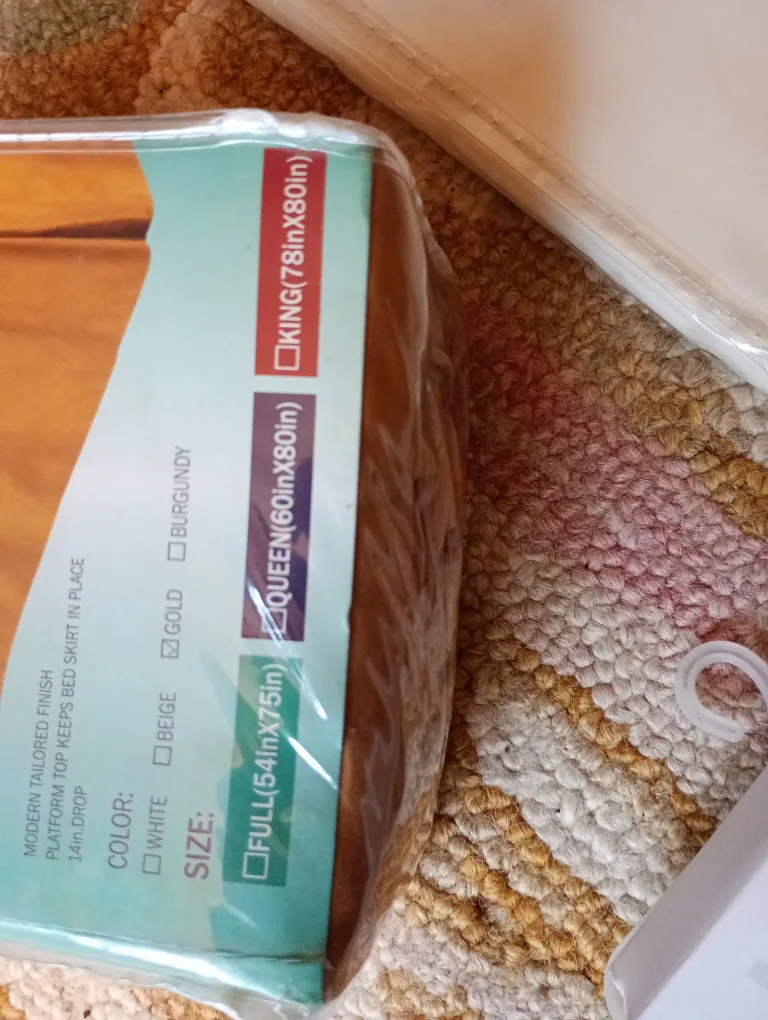 MODERN TAILORED FINISH
PLATFORM TOP KEEPS BED SKIRT IN PLACE
14in.DROP
COLOR:
☐WHITE ☐BEIGE ☑GOLD ☐BURGUNDY
SIZE:
☐FULL(54inX75in) ☐QUEEN(60inX80in) ☐KING(78inX80in)